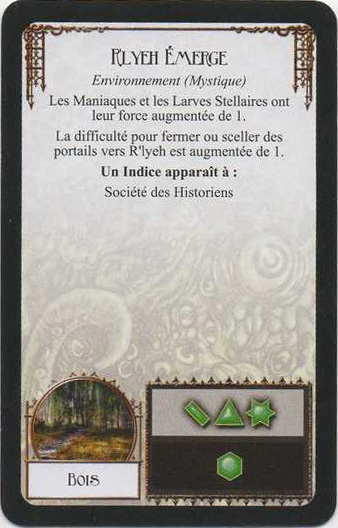 R'lyeh Émerge
Environnement (Mystique)
Les Maniaques et les Larves Stellaires ont
leur force augmentée de 1.
La difficulté pour fermer ou sceller des
portails vers R'lyeh est augmentée de 1.
Un Indice apparaît à :
Société des Historiens
Bois